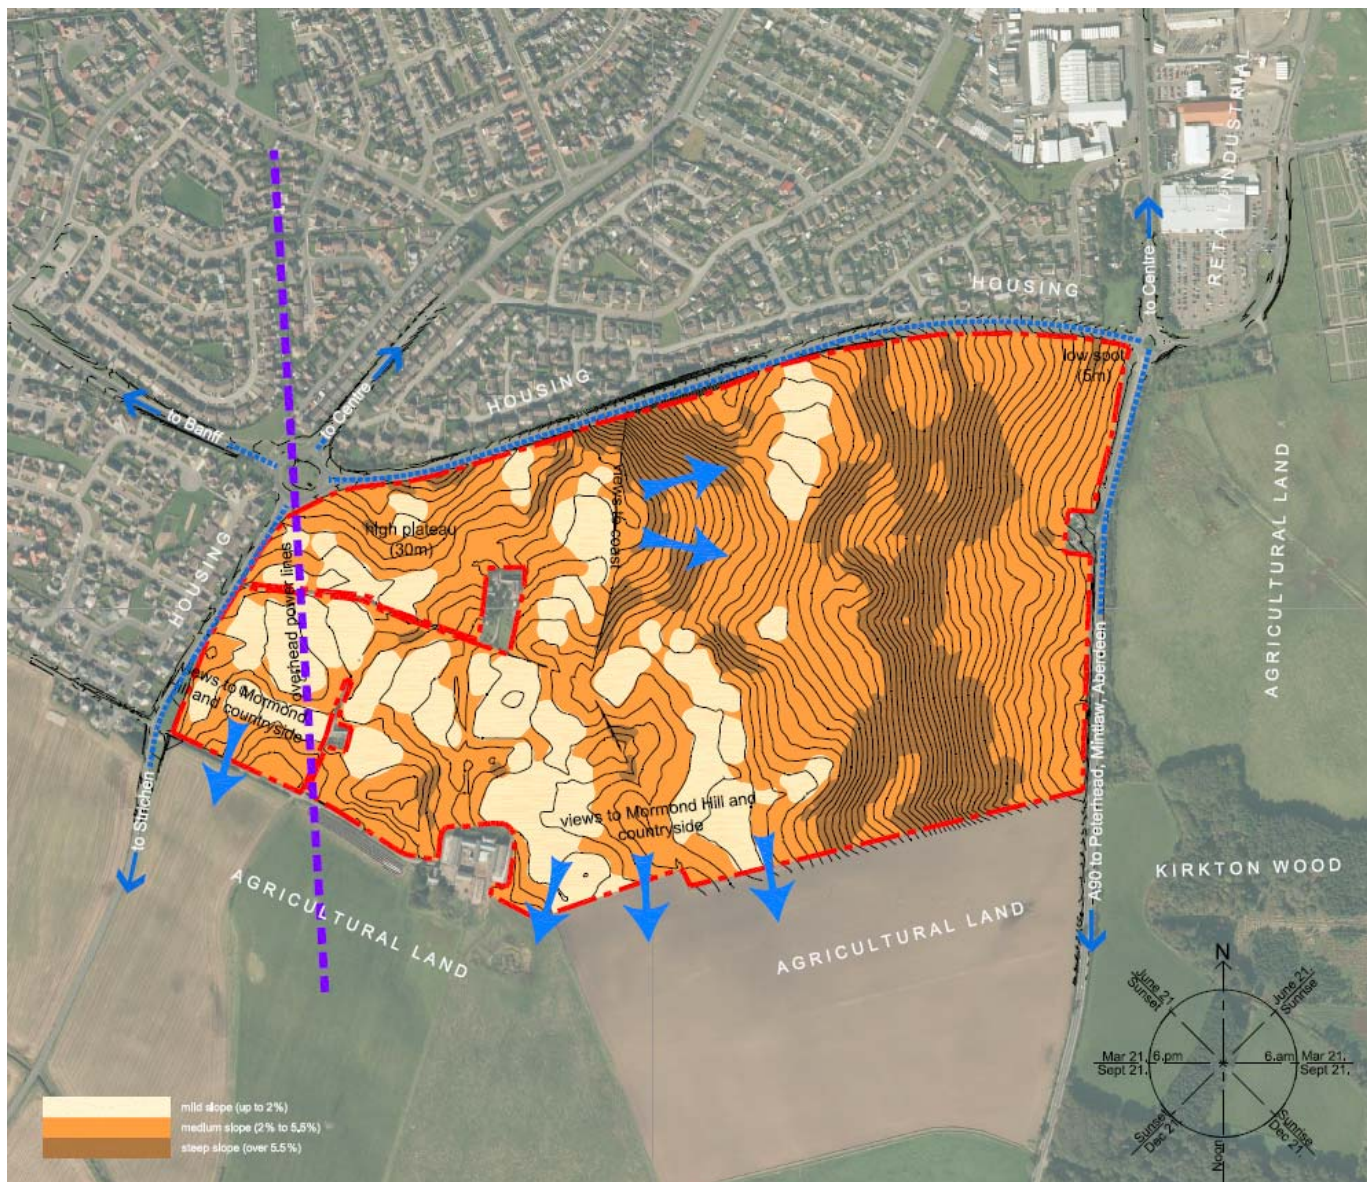 RETAIL/INDUSTRIAL
to Centre
HOUSING
low spot
(5m)
to Centre
HOUSING
to Banff
views to coast
high plateau
(30m)
HOUSING
overhead power lines
AGRICULTURAL LAND
views to Mormond
Hill and countryside
A90 to Peterhead, Mintlaw, Aberdeen
to Strichen
views to Mormond Hill and
countryside
KIRKTON WOOD
AGRICULTURAL LAND
AGRICULTURAL LAND
N
June 21.
Sunset
June 21.
Sunrise
Mar 21.
Sept 21.
6.pm
6.am
Mar 21.
Sept 21.
Sunset
Dec 21.
Sunrise
Dec 21.
Noon
mild slope (up to 2%)
medium slope (2% to 5.5%)
steep slope (over 5.5%)